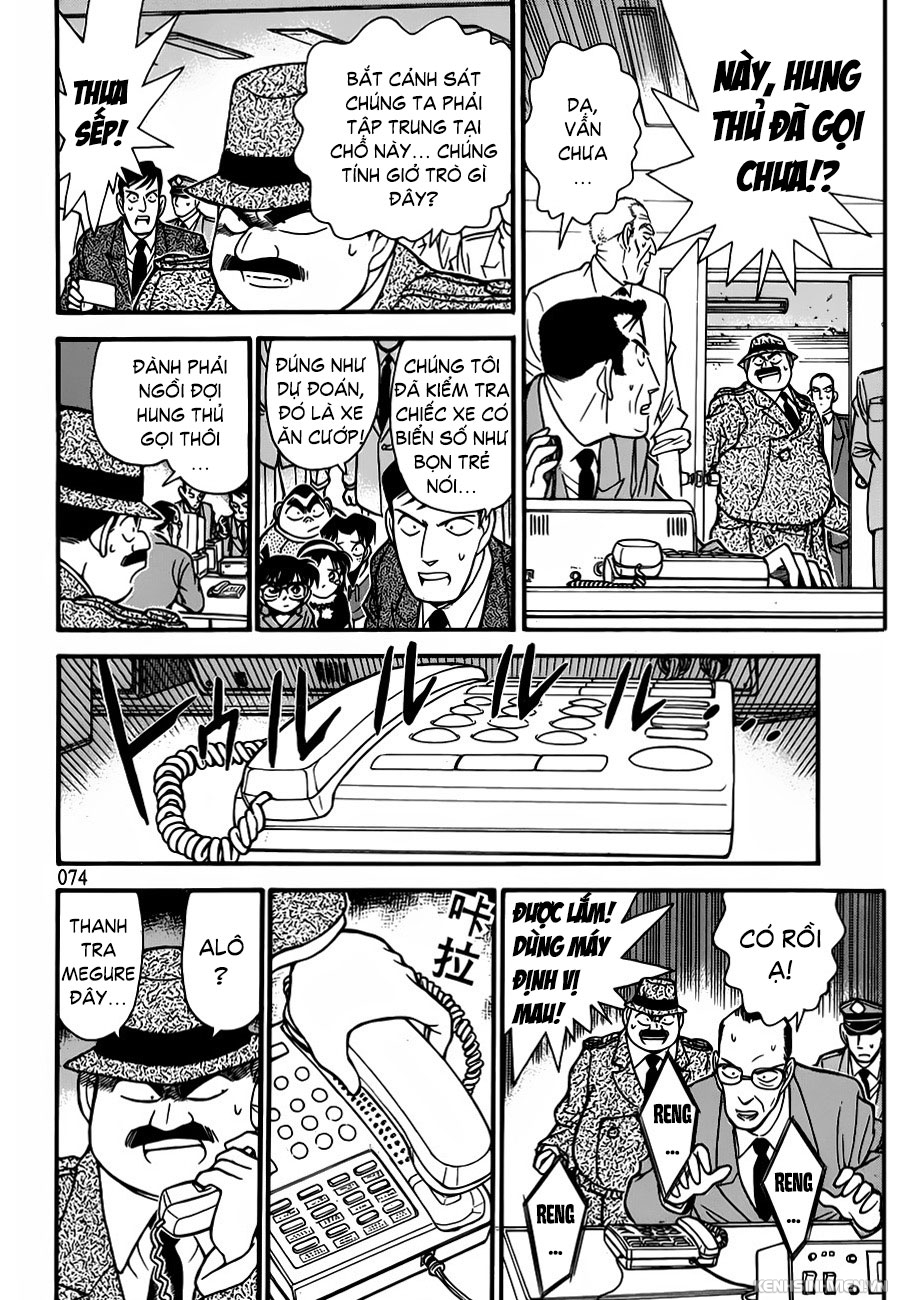 NÀY, HUNG
THỦ ĐÃ GỌI
CHƯA!?
DẠ,
VẪN
CHƯA
...
BẮT CẢNH SÁT
CHÚNG TA PHẢI
TẬP TRUNG TẠI
CHỖ NÀY... CHÚNG
TÍNH GIỞ TRÒ GÌ
ĐÂY?
THƯA
SẾP!
CHÚNG TÔI
ĐÃ KIỂM TRA
CHIẾC XE CÓ
BIỂN SỐ NHƯ
BỌN TRẺ
NÓI...
ĐÚNG NHƯ
DỰ ĐOÁN,
ĐÓ LÀ XE
ĂN CƯỚP!
ĐÀNH PHẢI
NGỒI ĐỢI
HUNG THỦ
GỌI THÔI
...
トゥルルルル...
074
CÓ RỒI
Ạ!
ĐƯỢC LẮM!
DÙNG MÁY
ĐỊNH VỊ
MAU!
RENG
...
RENG
...
RENG
...
咔
拉
ALÔ
?
THANH
TRA
MEGURE
ĐÂY...
KENHSINHVIEN.VN